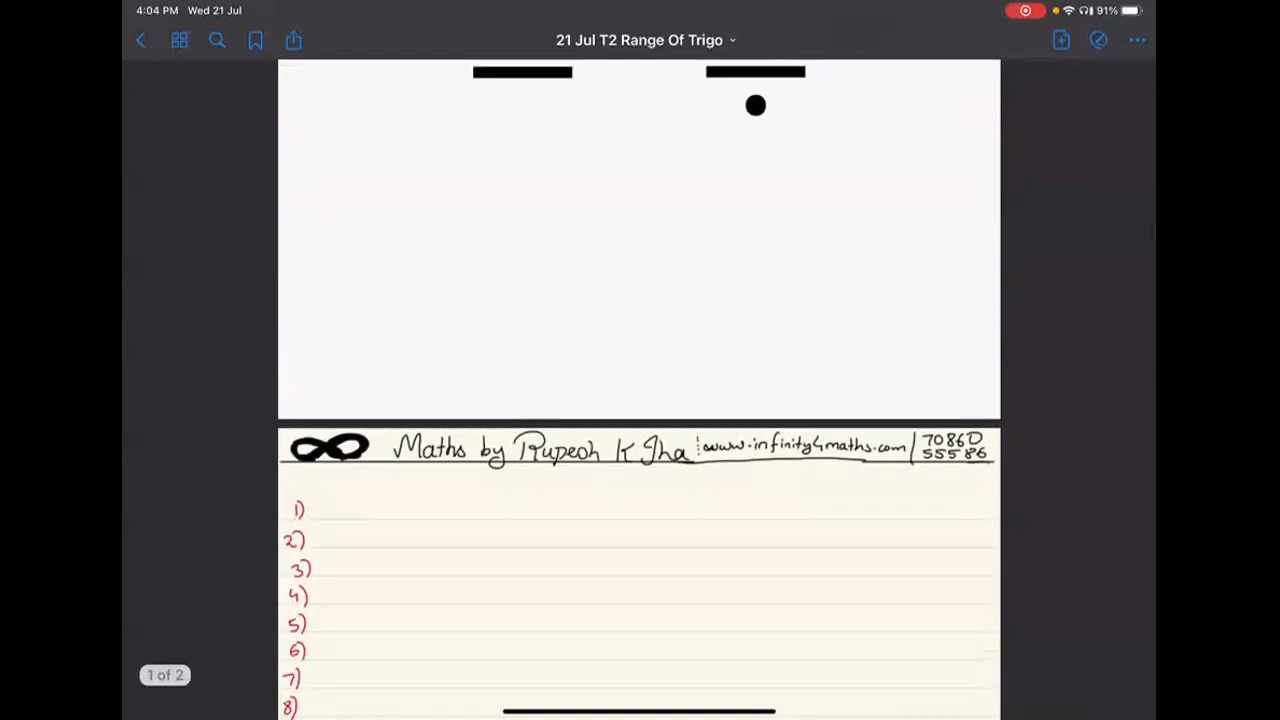 4:04 PM Wed 21 Jul
91%
21 Jul T2 Range Of Trigo
Maths by Rupesh K Jha www.infinity4maths.com 70860
55586
1)
2)
3)
4)
5)
6)
7)
8)
1 of 2